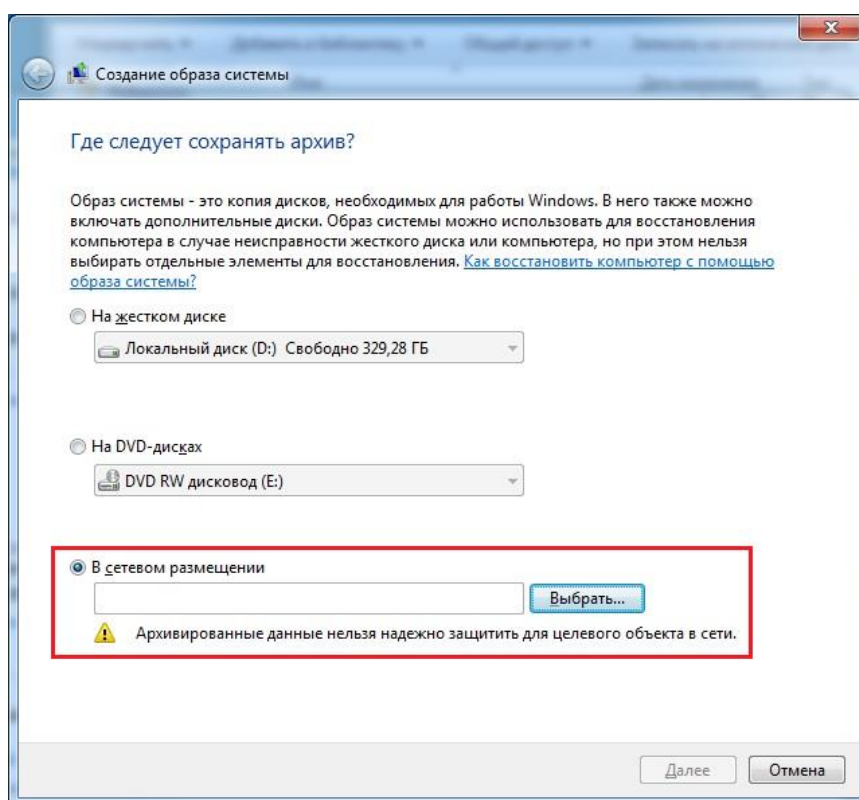 Создание образа системы
Где следует сохранять архив?
Образ системы - это копия дисков, необходимых для работы Windows. В него также можно
включать дополнительные диски. Образ системы можно использовать для восстановления
компьютера в случае неисправности жесткого диска или компьютера, но при этом нельзя
выбирать отдельные элементы для восстановления. Как восстановить компьютер с помощью
образа системы?
На жестком диске
Локальный диск (D:) Свободно 329,28 ГБ
На DVD-дисках
DVD RW дисковод (E:)
В сетевом размещении
Выбрать...
Архивированные данные нельзя надежно защитить для целевого объекта в сети.
Далее Отмена